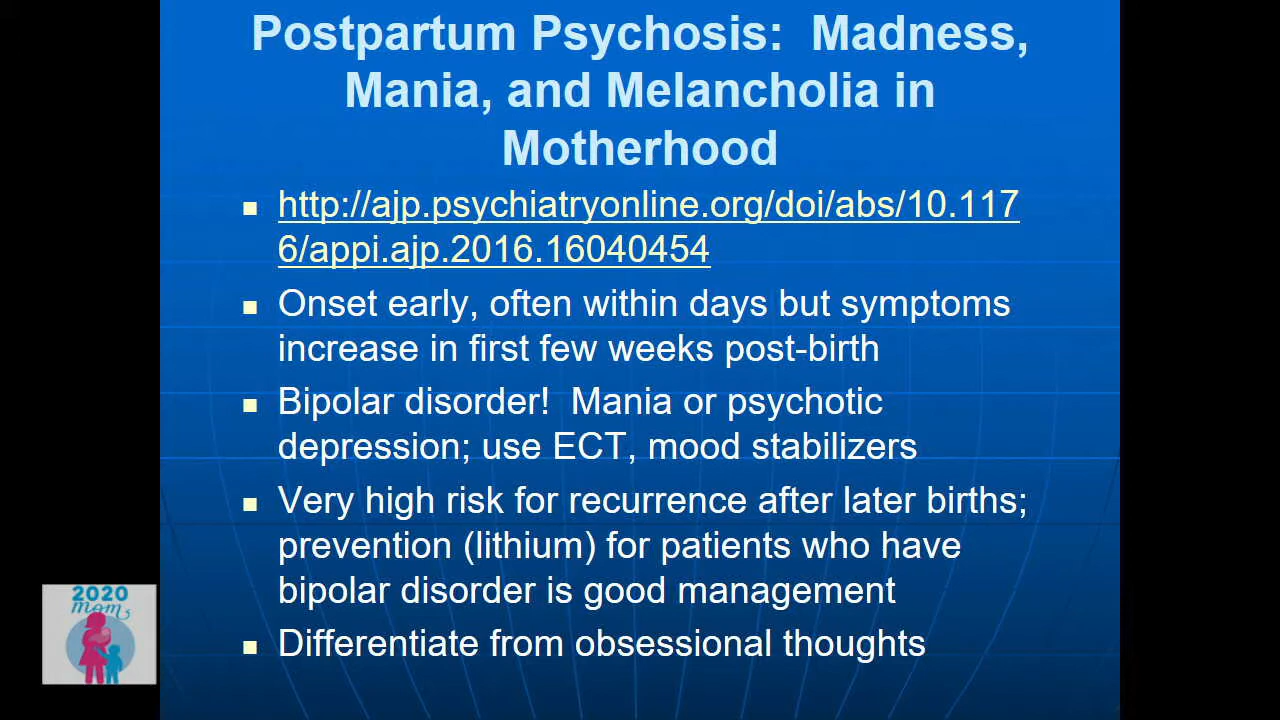 Postpartum Psychosis:  Madness,
Mania, and Melancholia in
Motherhood
http://ajp.psychiatryonline.org/doi/abs/10.117
6/appi.ajp.2016.16040454
Onset early, often within days but symptoms
increase in first few weeks post-birth
Bipolar disorder!  Mania or psychotic
depression; use ECT, mood stabilizers
Very high risk for recurrence after later births;
prevention (lithium) for patients who have
bipolar disorder is good management
Differentiate from obsessional thoughts
2020
moms